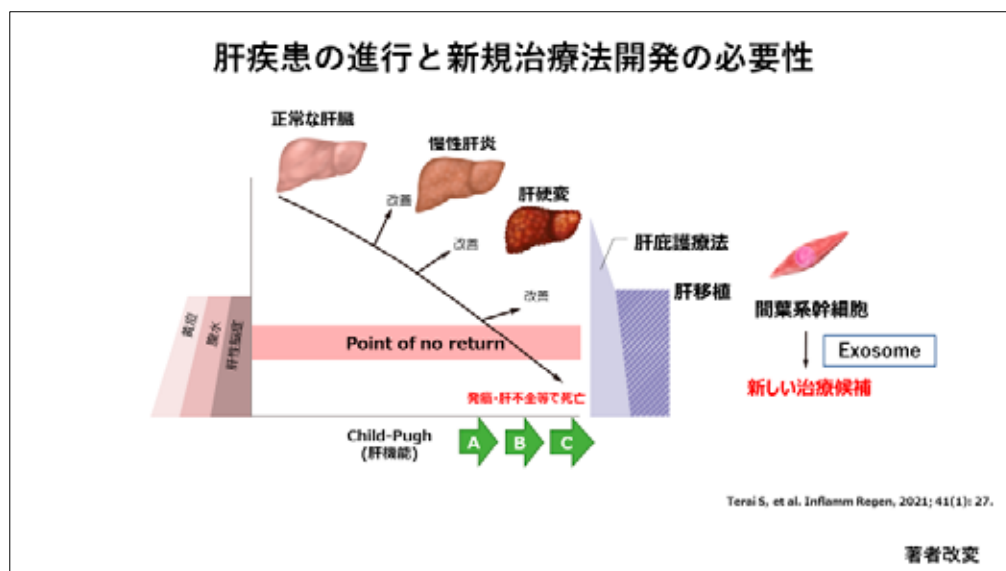 肝疾患の進行と新規治療法開発の必要性
正常な肝臓
慢性肝炎
肝硬変
改善
改善
改善
肝庇護療法
肝移植
間葉系幹細胞
Exosome
新しい治療候補
黄疸
腹水
肝性脳症
Point of no return
発癌・肝不全等で死亡
Child-Pugh
(肝機能)
A
B
C
Terai S, et al. Inflamm Regen, 2021; 41(1): 27.
著者改変